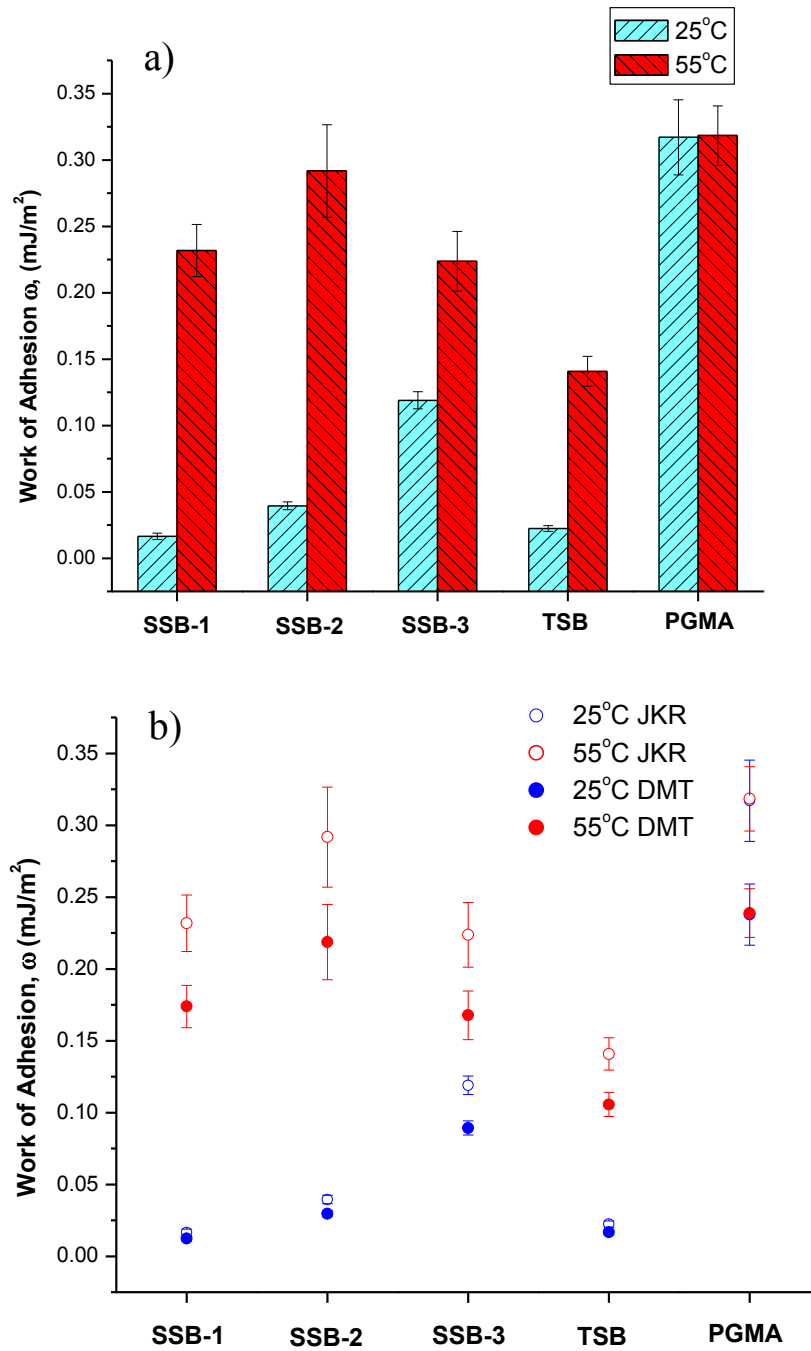 a)
25°C
55°C
Work of Adhesion ω, (mJ/m²)
0.35
0.30
0.25
0.20
0.15
0.10
0.05
0.00
SSB-1 SSB-2 SSB-3 TSB PGMA
b)
25°C JKR
55°C JKR
25°C DMT
55°C DMT
Work of Adhesion, ω (mJ/m²)
0.35
0.30
0.25
0.20
0.15
0.10
0.05
0.00
SSB-1 SSB-2 SSB-3 TSB PGMA